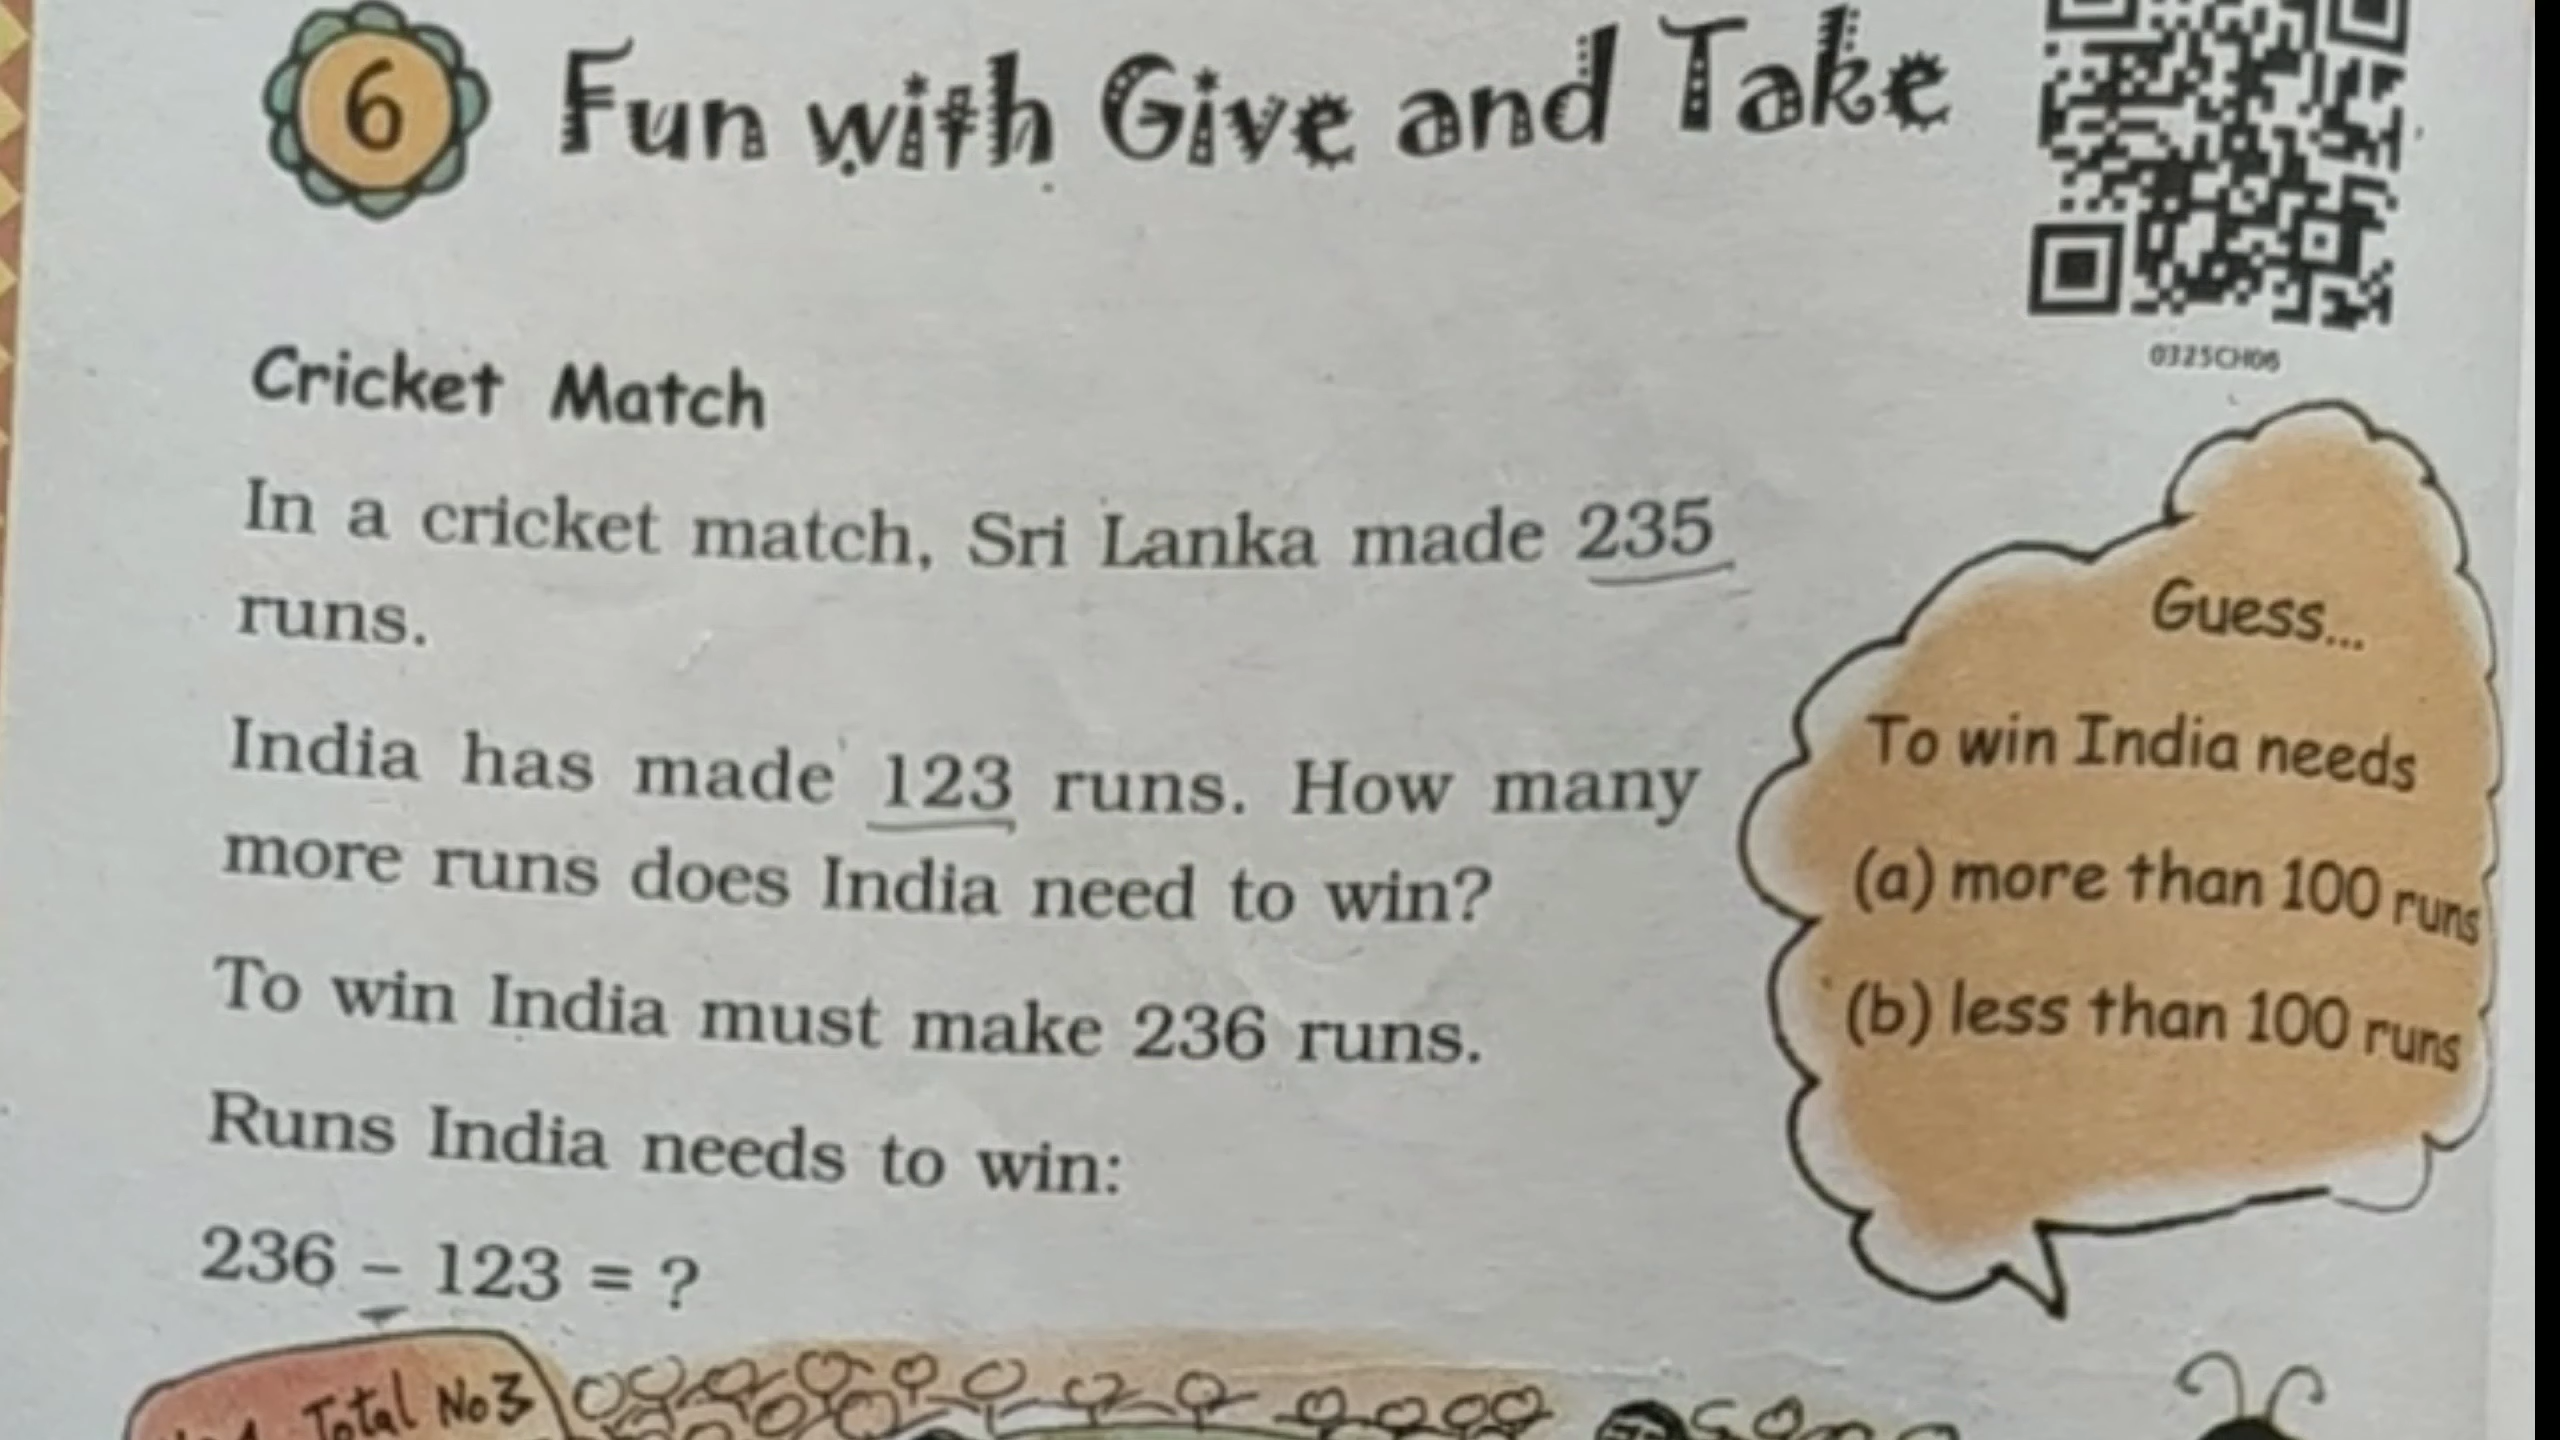 6 Fun with Give and Take
0325CH06
Cricket Match
In a cricket match, Sri Lanka made 235
runs.
India has made 123 runs. How many
more runs does India need to win?
To win India must make 236 runs.
Runs India needs to win:
236 – 123 = ?
Guess...
To win India needs
(a) more than 100 runs
(b) less than 100 runs
Total No3